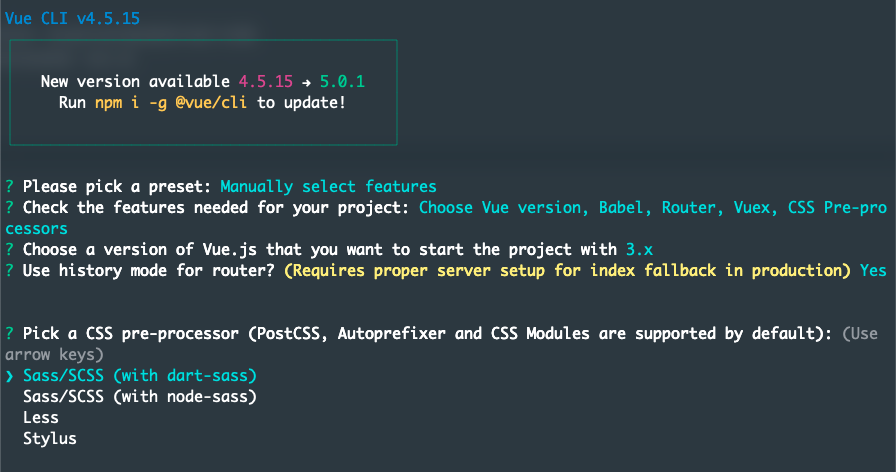 Vue CLI v4.5.15
New version available 4.5.15 → 5.0.1
Run npm i -g @vue/cli to update!
? Please pick a preset: Manually select features
? Check the features needed for your project: Choose Vue version, Babel, Router, Vuex, CSS Pre-pro
cessors
? Choose a version of Vue.js that you want to start the project with 3.x
? Use history mode for router? (Requires proper server setup for index fallback in production) Yes
? Pick a CSS pre-processor (PostCSS, Autoprefixer and CSS Modules are supported by default): (Use
arrow keys)
❯ Sass/SCSS (with dart-sass)
Sass/SCSS (with node-sass)
Less
Stylus